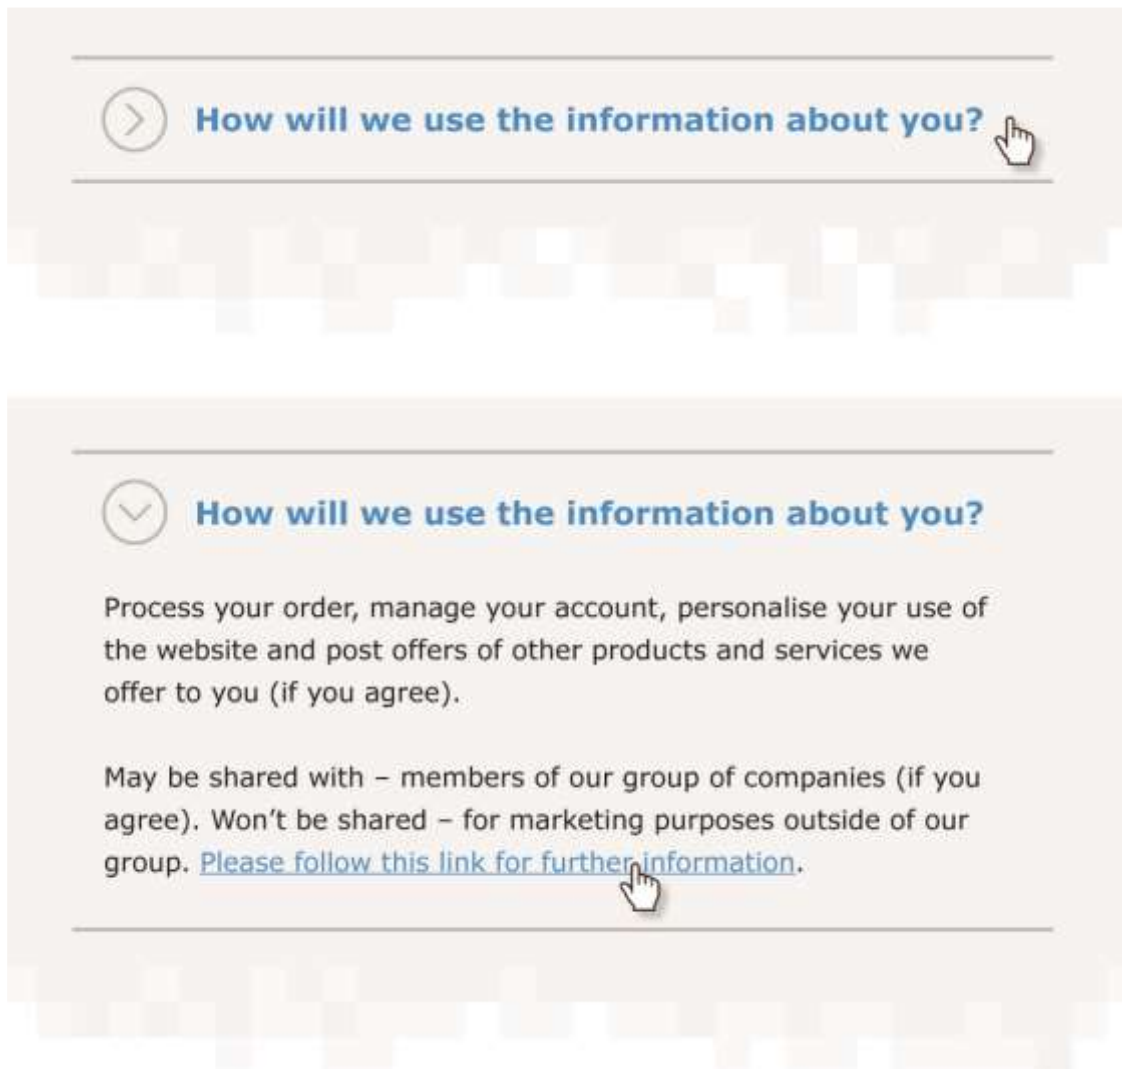 How will we use the information about you?
How will we use the information about you?
Process your order, manage your account, personalise your use of
the website and post offers of other products and services we
offer to you (if you agree).
May be shared with – members of our group of companies (if you
agree). Won’t be shared – for marketing purposes outside of our
group. Please follow this link for further information.